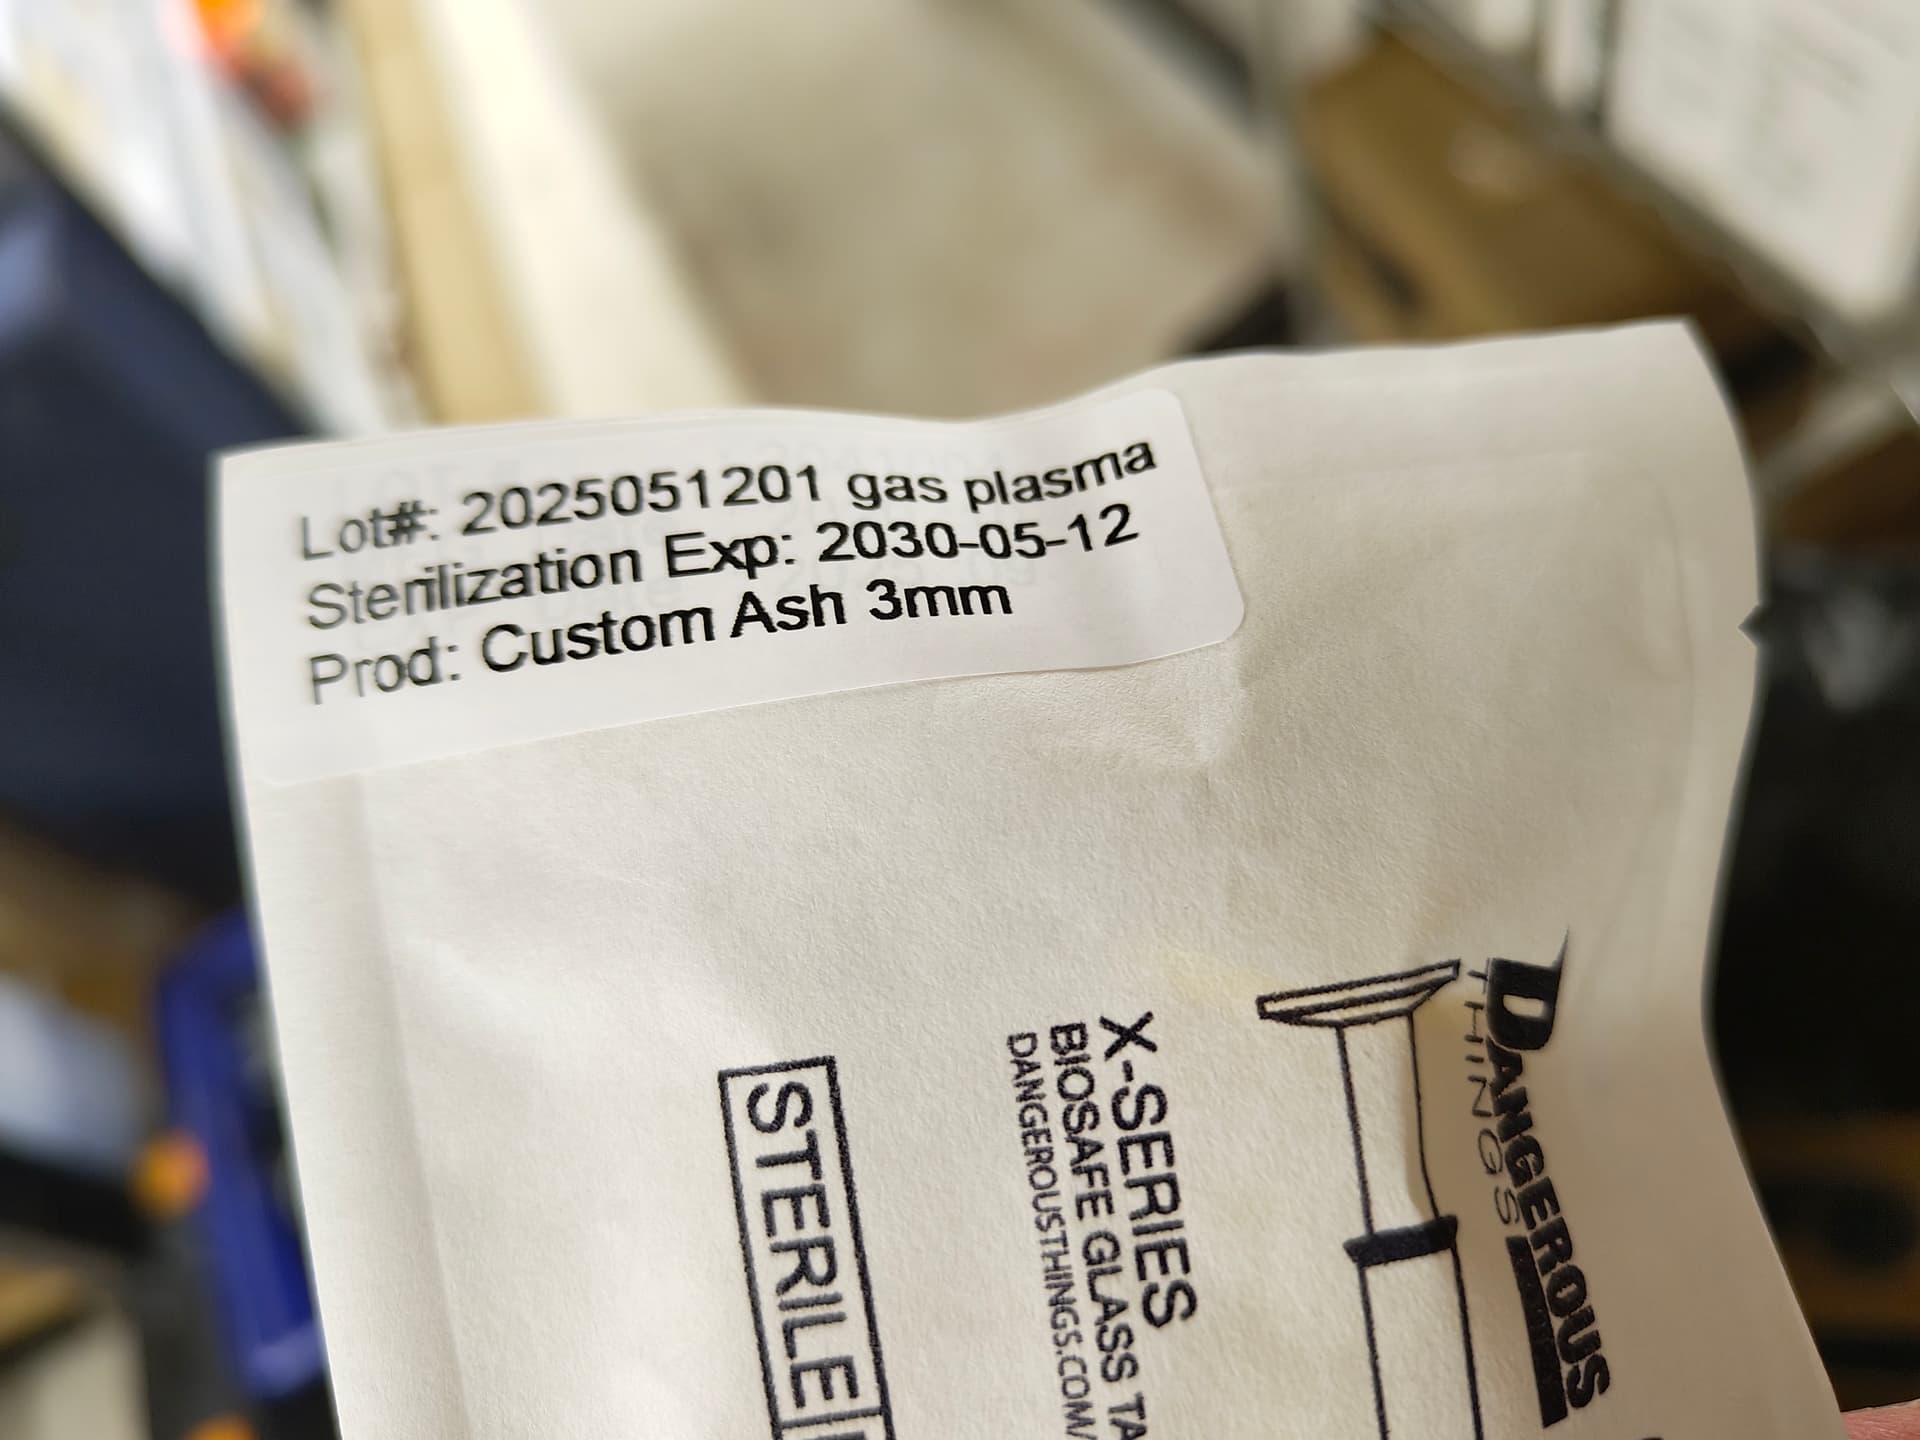 Lot#: 2025051201 gas plasma
Sterilization Exp: 2030-05-12
Prod: Custom Ash 3mm
DANGEROUS
THINGS
X-SERIES
BIOSAFE GLASS TA
DANGEROUSTHINGS.COM/
STERILE